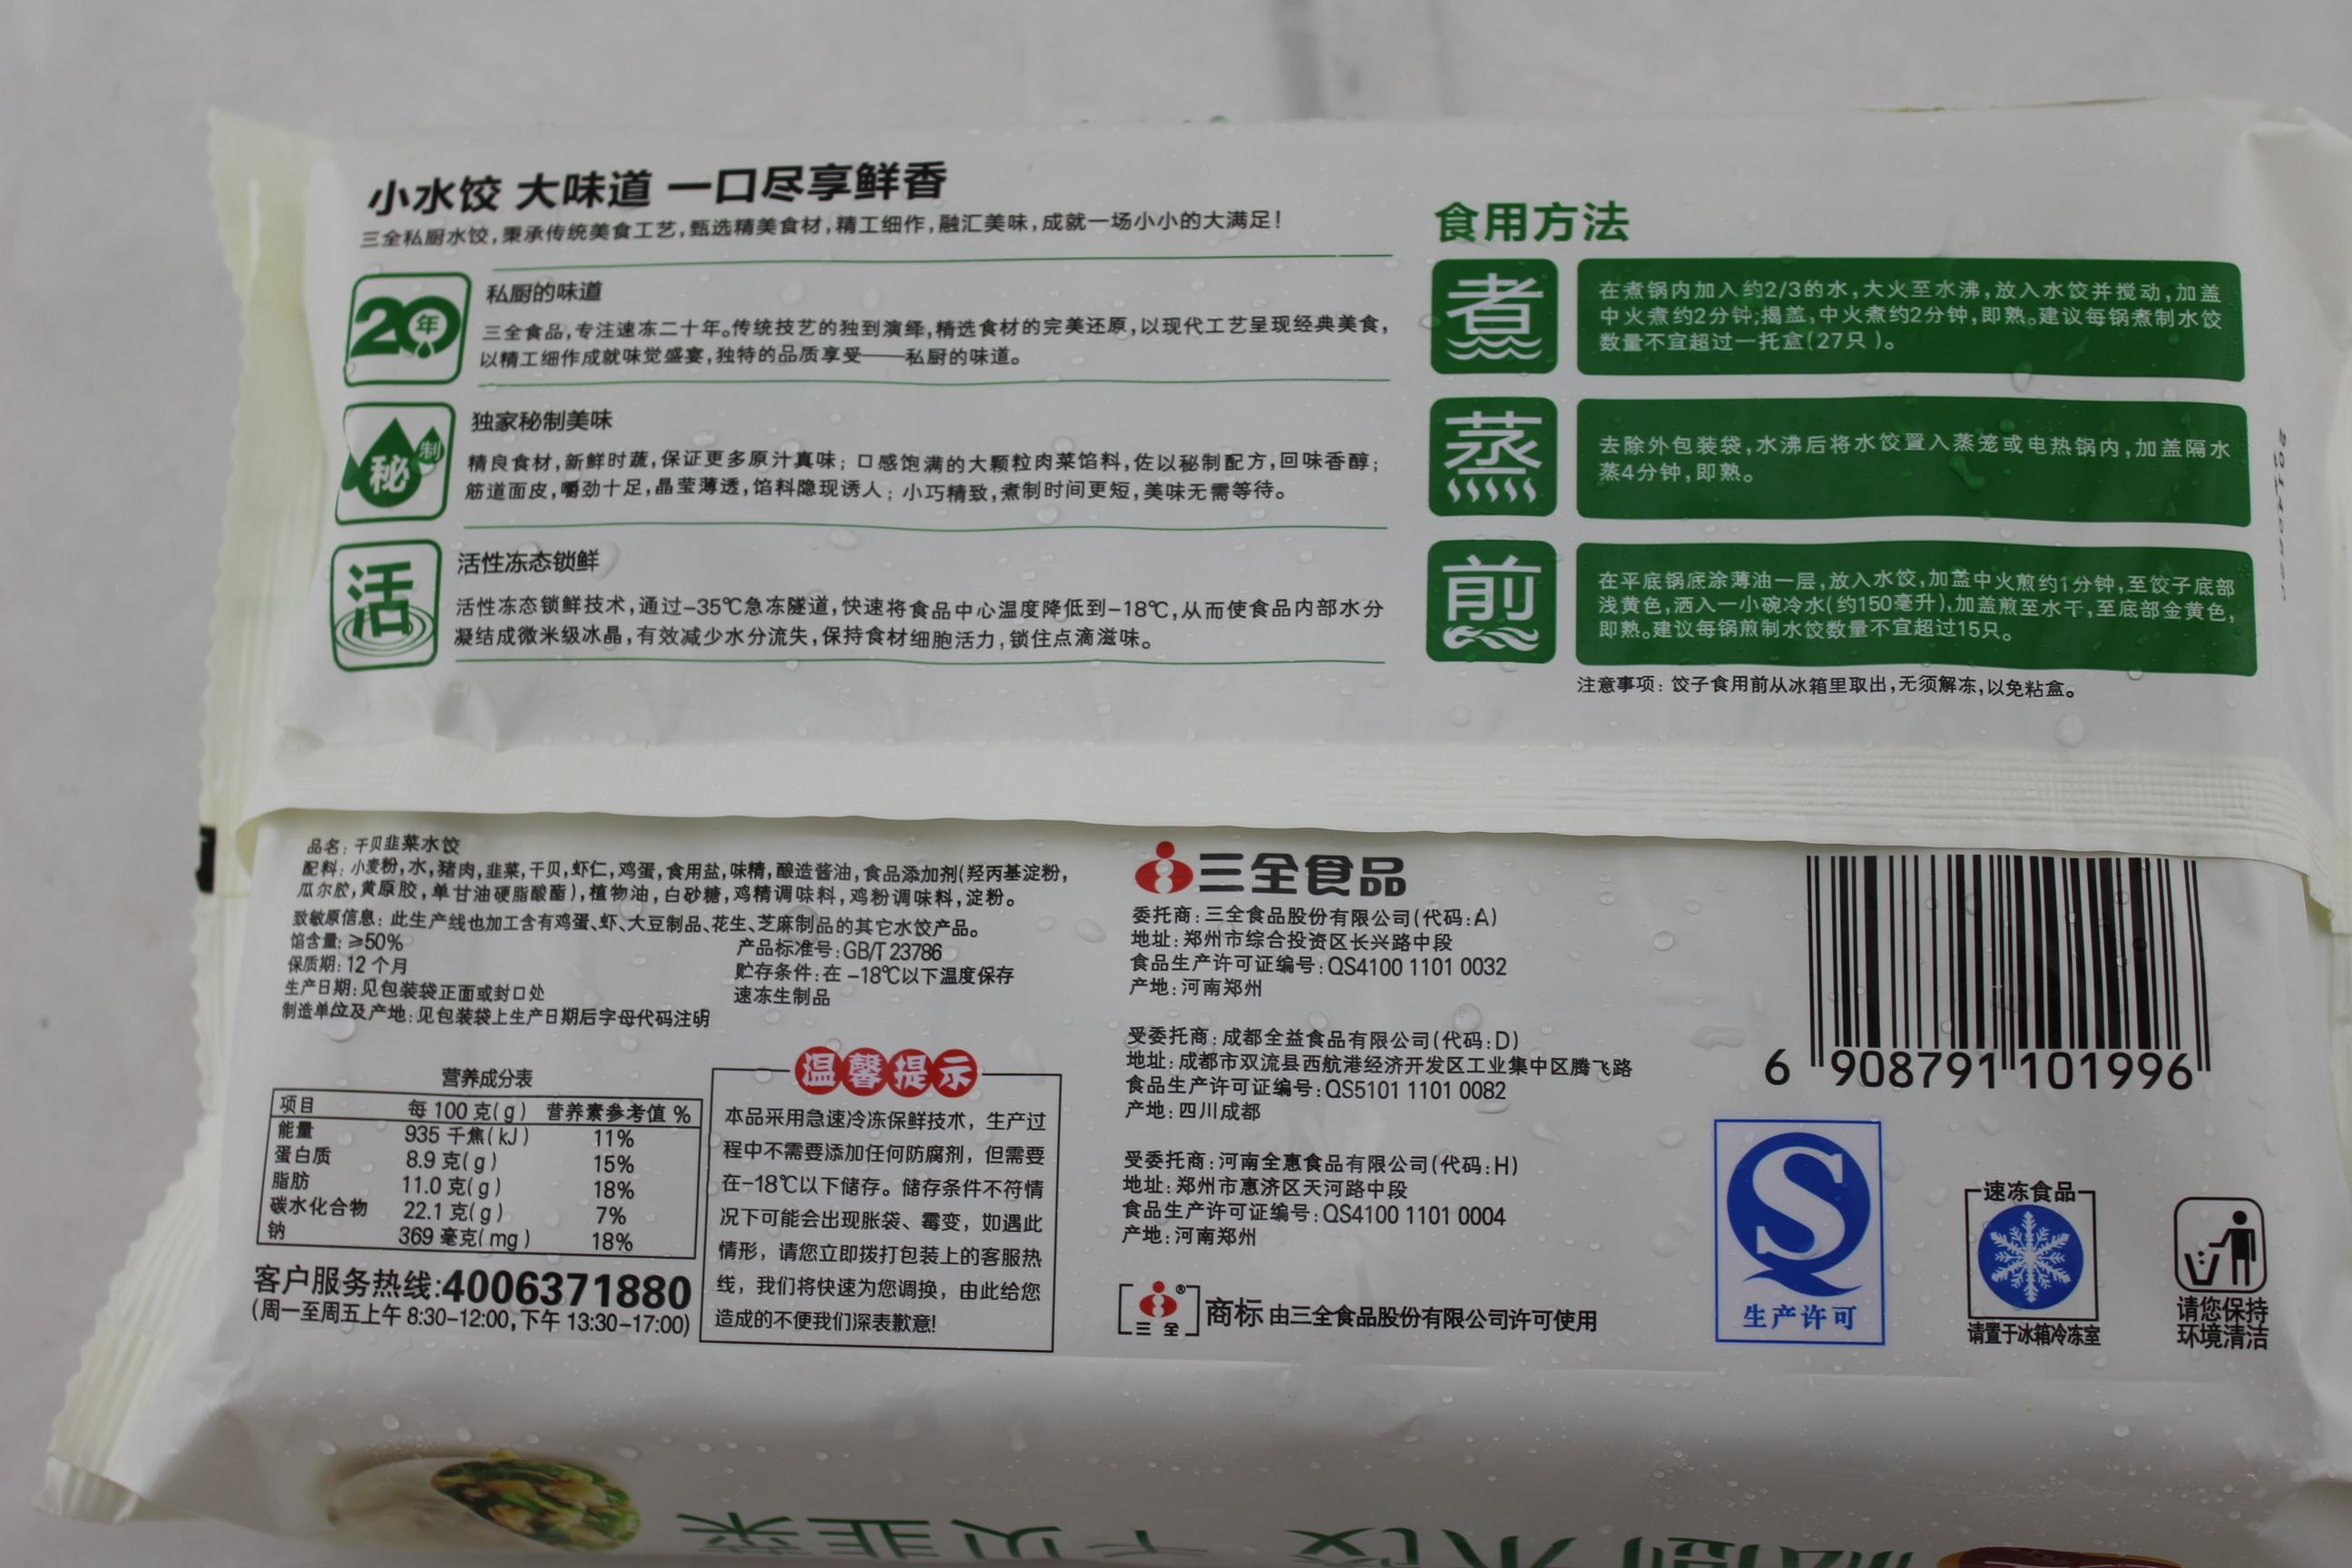 小水饺 大味道 一口尽享鲜香
三全私厨水饺,秉承传统美食工艺,甄选精美食材,精工细作,融汇美味,成就一场小小的大满足!
20年
私厨的味道
三全食品,专注速冻二十年。传统技艺的独到演绎,精选食材的完美还原,以现代工艺呈现经典美食,
以精工细作成就味觉盛宴,独特的品质享受——私厨的味道。
秘制
独家秘制美味
精良食材,新鲜时蔬,保证更多原汁真味;口感饱满的大颗粒肉菜馅料,佐以秘制配方,回味香醇;
筋道面皮,嚼劲十足,晶莹薄透,馅料隐现诱人;小巧精致,煮制时间更短,美味无需等待。
活
活性冻态锁鲜
活性冻态锁鲜技术,通过-35℃急冻隧道,快速将食品中心温度降低到-18℃,从而使食品内部水分
凝结成微米级冰晶,有效减少水分流失,保持食材细胞活力,锁住点滴滋味。
食用方法
煮
在煮锅内加入约2/3的水,大火至水沸,放入水饺并搅动,加盖
中火煮约2分钟;揭盖,中火煮约2分钟,即熟。建议每锅煮制水饺
数量不宜超过一托盒(27只)。
蒸
去除外包装袋,水沸后将水饺置入蒸笼或电热锅内,加盖隔水
蒸4分钟,即熟。
煎
在平底锅底涂薄油一层,放入水饺,加盖中火煎约1分钟,至饺子底部
浅黄色,洒入一小碗冷水(约150毫升),加盖煎至水干,至底部金黄色,
即熟。建议每锅煎制水饺数量不宜超过15只。
注意事项:饺子食用前从冰箱里取出,无须解冻,以免粘盒。
品名:干贝韭菜水饺
配料:小麦粉,水,猪肉,韭菜,干贝,虾仁,鸡蛋,食用盐,味精,酿造酱油,食品添加剂(羟丙基淀粉,
瓜尔胶,黄原胶,单甘油硬脂酸酯),植物油,白砂糖,鸡精调味料,鸡粉调味料,淀粉。
致敏原信息:此生产线也加工含有鸡蛋、虾、大豆制品、花生、芝麻制品的其它水饺产品。
馅含量:≥50%
保质期:12个月
生产日期:见包装袋正面或封口处
制造单位及产地:见包装袋上生产日期后字母代码注明
产品标准号:GB/T 23786
贮存条件:在-18℃以下温度保存
速冻生制品
营养成分表
项目 每100克(g) 营养素参考值%
能量 935千焦(kJ) 11%
蛋白质 8.9克(g) 15%
脂肪 11.0克(g) 18%
碳水化合物 22.1克(g) 7%
钠 369毫克(mg) 18%
客户服务热线:4006371880
(周一至周五上午8:30-12:00,下午13:30-17:00)
温馨提示
本品采用急速冷冻保鲜技术,生产过
程中不需要添加任何防腐剂,但需要
在-18℃以下储存。储存条件不符情
况下可能会出现胀袋、霉变,如遇此
情形,请您立即拨打包装上的客服热
线,我们将快速为您调换,由此给您
造成的不便我们深表歉意!
三全食品
委托商:三全食品股份有限公司(代码:A)
地址:郑州市综合投资区长兴路中段
食品生产许可证编号:QS4100 1101 0032
产地:河南郑州
受委托商:成都全益食品有限公司(代码:D)
地址:成都市双流县西航港经济开发区工业集中区腾飞路
食品生产许可证编号:QS5101 1101 0082
产地:四川成都
受委托商:河南全惠食品有限公司(代码:H)
地址:郑州市惠济区天河路中段
食品生产许可证编号:QS4100 1101 0004
产地:河南郑州
三全® 商标 由三全食品股份有限公司许可使用
6 908791 101996
生产许可
速冻食品
请置于冰箱冷冻室
请您保持
环境清洁
私厨水饺 干贝韭菜